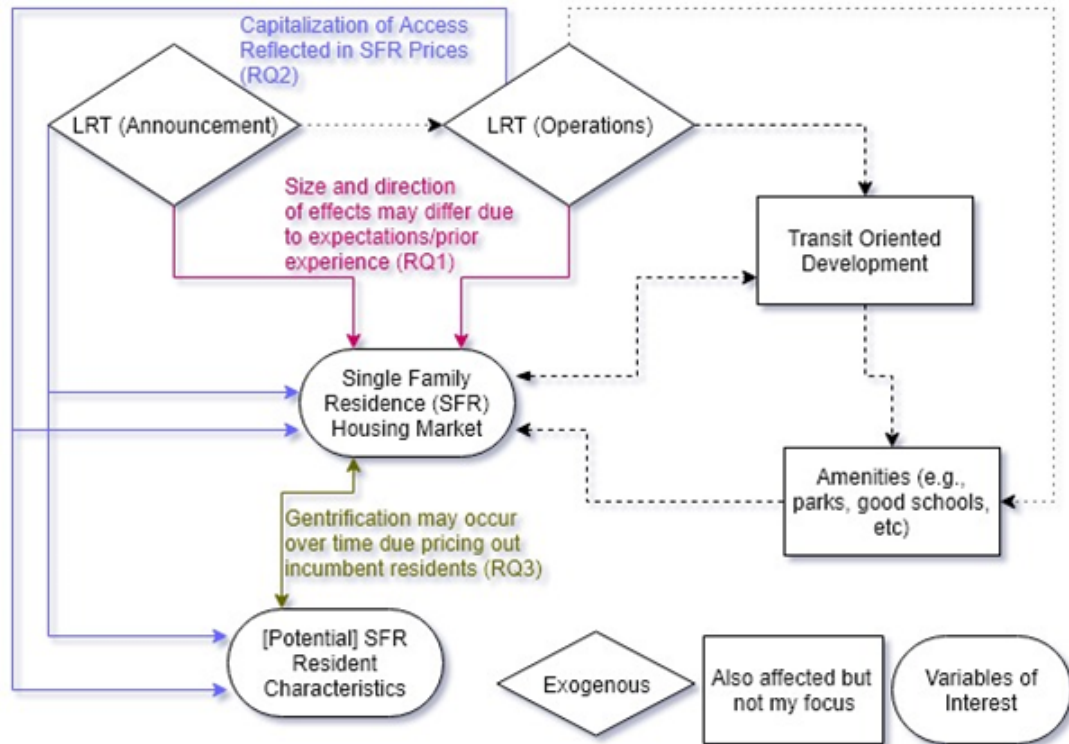 Capitalization of Access
Reflected in SFR Prices
(RQ2)
LRT (Announcement)
LRT (Operations)
Size and direction
of effects may differ due
to expectations/prior
experience (RQ1)
Transit Oriented
Development
Single Family
Residence (SFR)
Housing Market
Amenities (e.g.,
parks, good schools,
etc)
Gentrification may occur
over time due pricing out
incumbent residents (RQ3)
[Potential] SFR
Resident
Characteristics
Exogenous
Also affected but
not my focus
Variables of
Interest